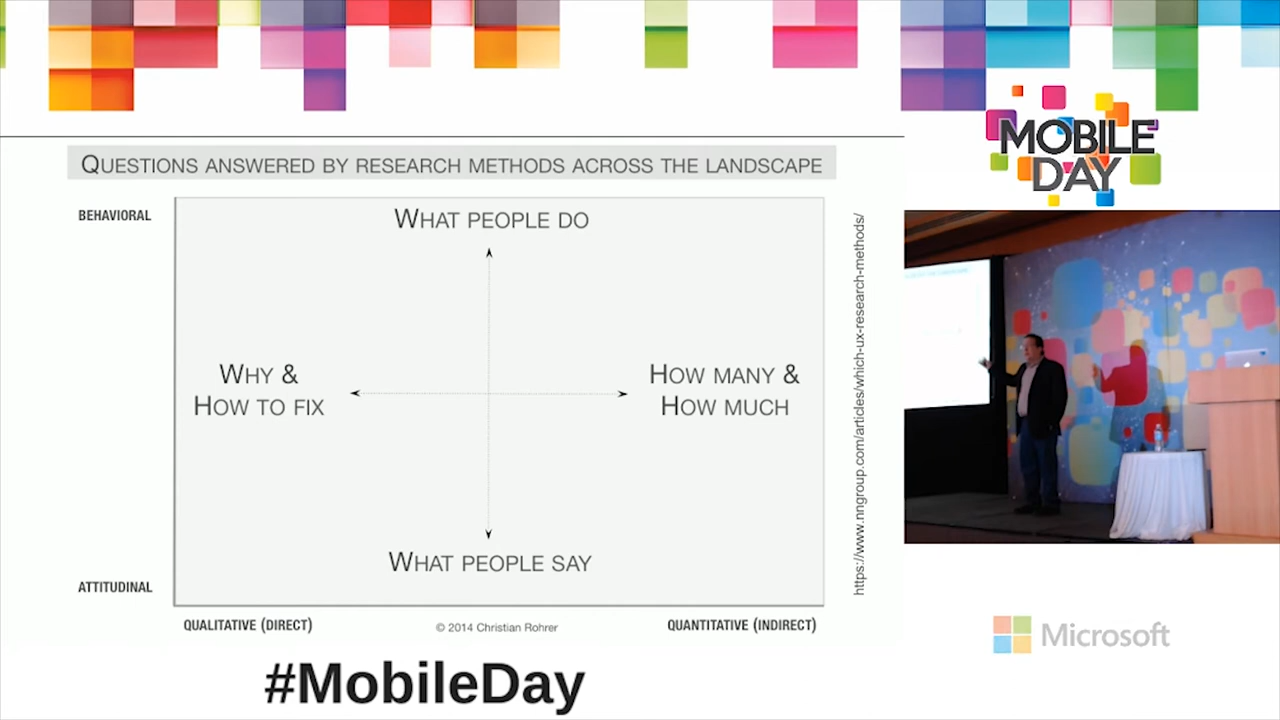 MOBILE
DAY
QUESTIONS ANSWERED BY RESEARCH METHODS ACROSS THE LANDSCAPE
BEHAVIORAL
WHAT PEOPLE DO
WHY &
HOW TO FIX
HOW MANY &
HOW MUCH
WHAT PEOPLE SAY
ATTITUDINAL
QUALITATIVE (DIRECT)
© 2014 Christian Rohrer
QUANTITATIVE (INDIRECT)
https://www.nngroup.com/articles/which-ux-research-methods/
Microsoft
#MobileDay